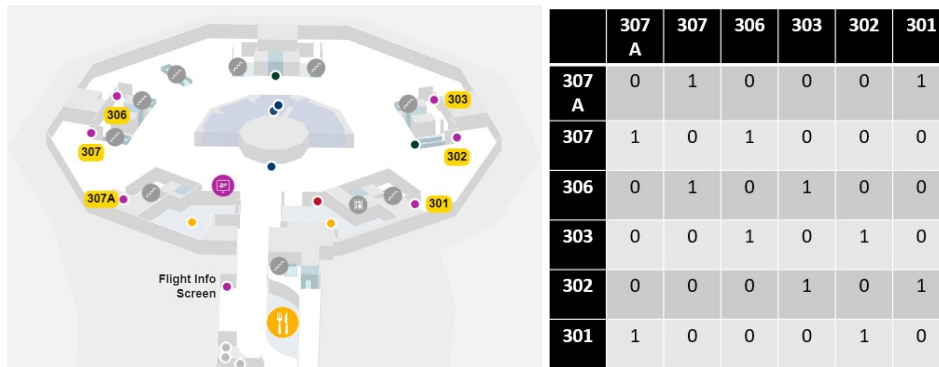 303
306
307
302
307A
301
Flight Info
Screen
307 307 306 303 302 301
A
307 0 1 0 0 0 1
A
307 1 0 1 0 0 0
306 0 1 0 1 0 0
303 0 0 1 0 1 0
302 0 0 0 1 0 1
301 1 0 0 0 1 0